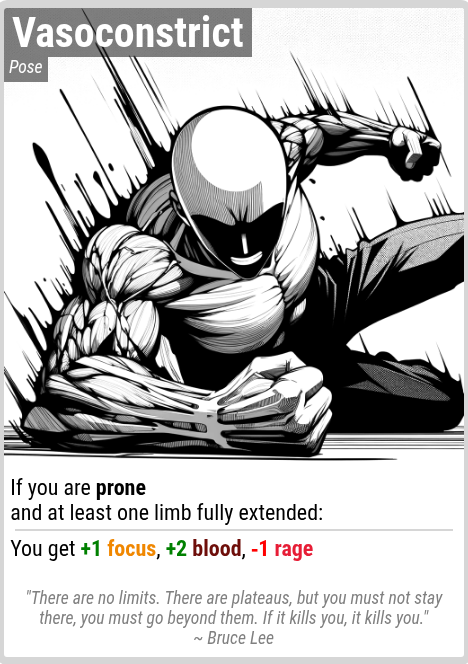 Vasoconstrict
Pose
If you are prone
and at least one limb fully extended:
You get +1 focus, +2 blood, -1 rage
"There are no limits. There are plateaus, but you must not stay
there, you must go beyond them. If it kills you, it kills you."
~ Bruce Lee